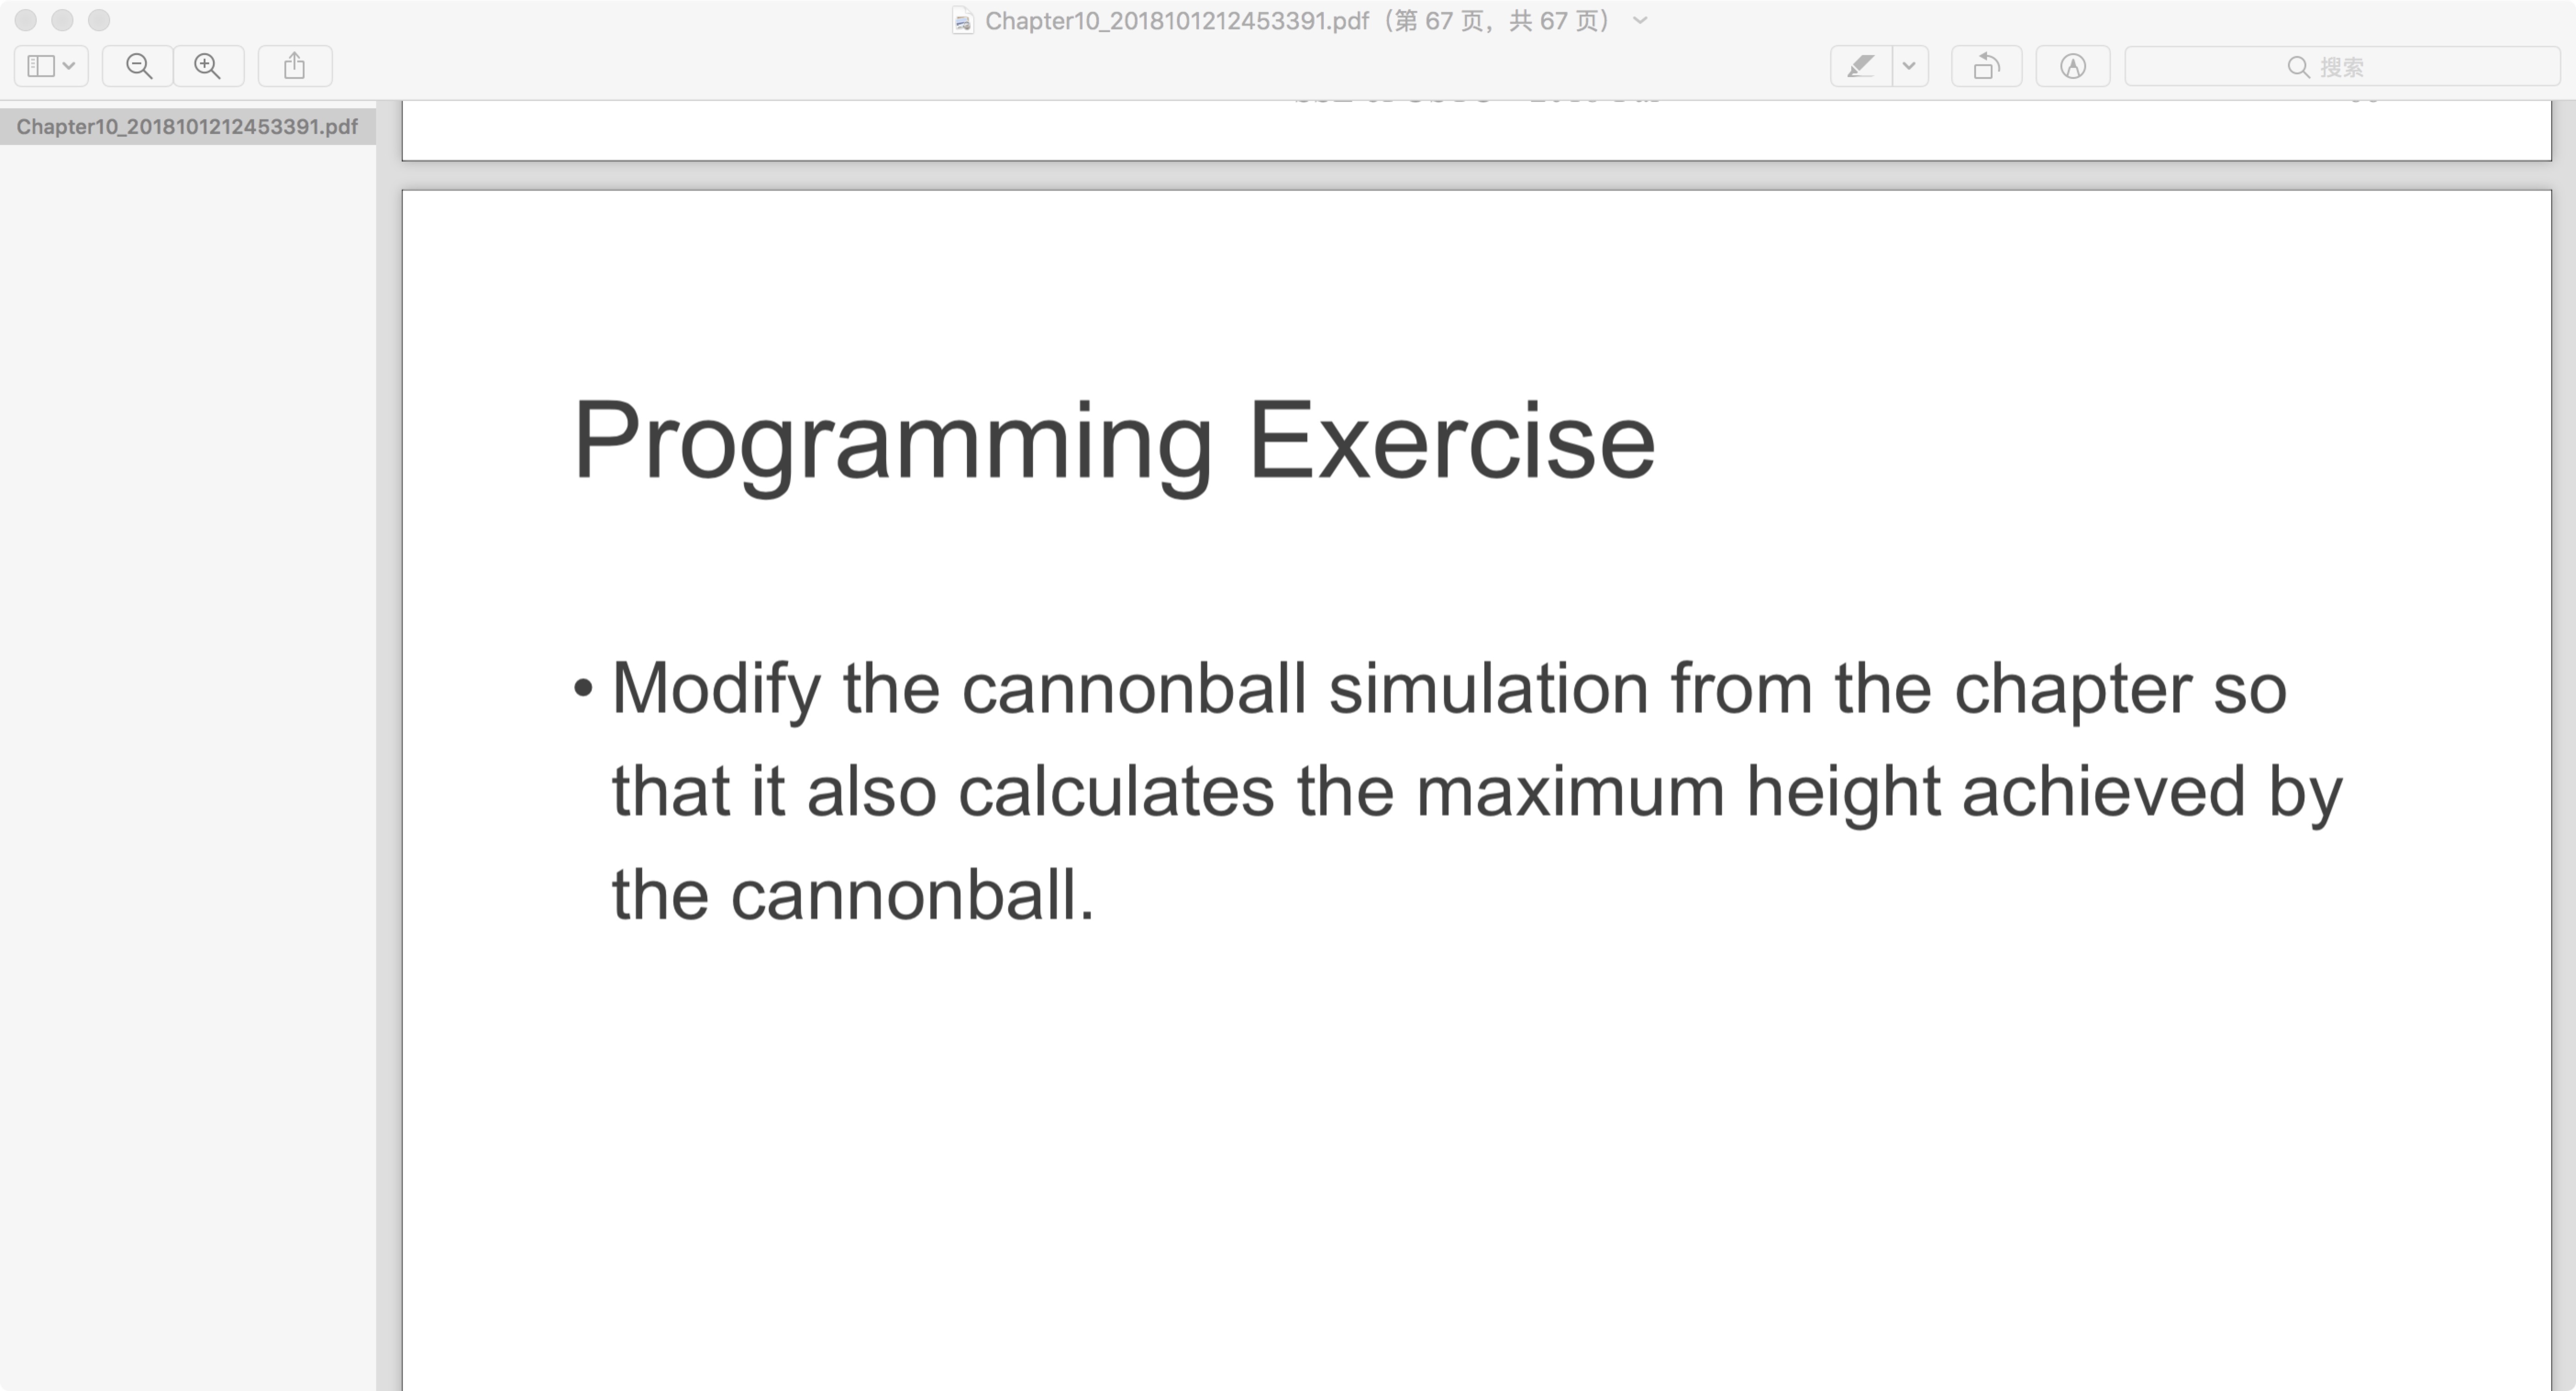 Chapter10_2018101212453391.pdf（第 67 页，共 67 页）
搜索
Chapter10_2018101212453391.pdf
Programming Exercise
• Modify the cannonball simulation from the chapter so
that it also calculates the maximum height achieved by
the cannonball.